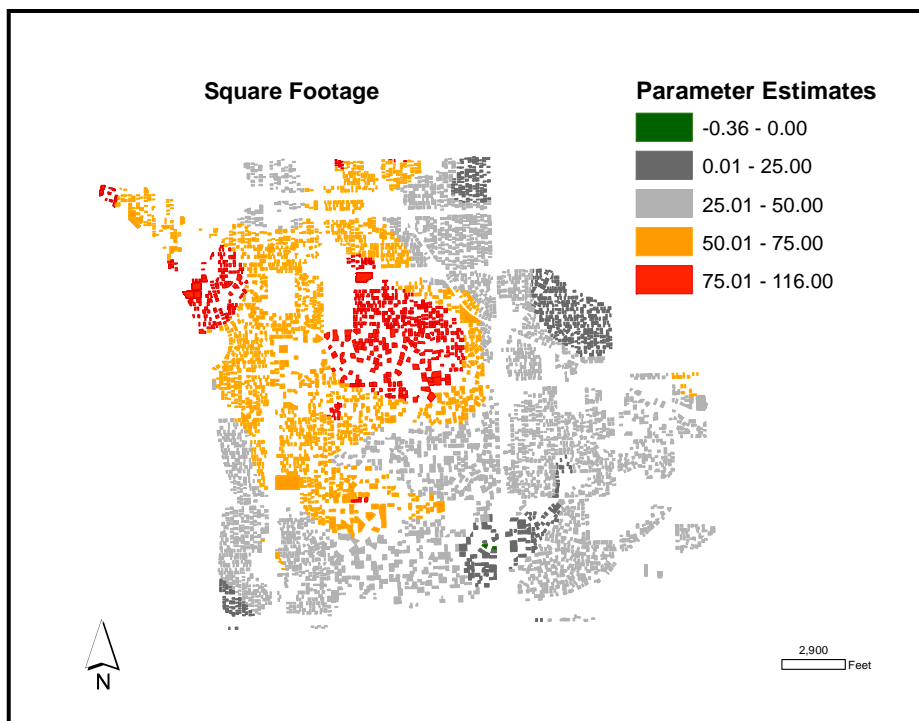 Square Footage
Parameter Estimates
-0.36 - 0.00
0.01 - 25.00
25.01 - 50.00
50.01 - 75.00
75.01 - 116.00
N
2,900
Feet